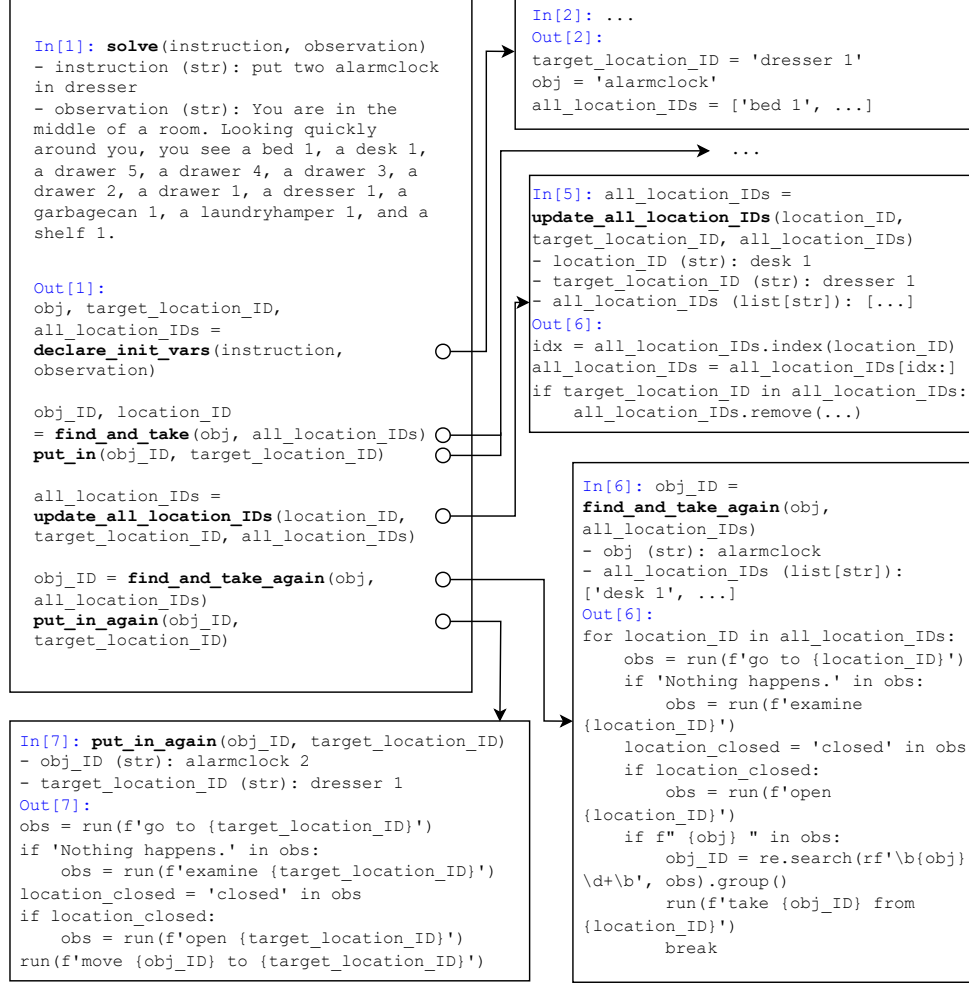 In[1]: solve(instruction, observation)
- instruction (str): put two alarmclock
in dresser
- observation (str): You are in the
middle of a room. Looking quickly
around you, you see a bed 1, a desk 1,
a drawer 5, a drawer 4, a drawer 3, a
drawer 2, a drawer 1, a dresser 1, a
garbagecan 1, a laundryhamper 1, and a
shelf 1.
Out[1]:
obj, target_location_ID,
all_location_IDs =
declare_init_vars(instruction,
observation)
obj_ID, location_ID
= find_and_take(obj, all_location_IDs)
put_in(obj_ID, target_location_ID)
all_location_IDs =
update_all_location_IDs(location_ID,
target_location_ID, all_location_IDs)
obj_ID = find_and_take_again(obj,
all_location_IDs)
put_in_again(obj_ID,
target_location_ID)
In[2]: ...
Out[2]:
target_location_ID = 'dresser 1'
obj = 'alarmclock'
all_location_IDs = ['bed 1', ...]
...
In[5]: all_location_IDs =
update_all_location_IDs(location_ID,
target_location_ID, all_location_IDs)
- location_ID (str): desk 1
- target_location_ID (str): dresser 1
- all_location_IDs (list[str]): [...]
Out[6]:
idx = all_location_IDs.index(location_ID)
all_location_IDs = all_location_IDs[idx:]
if target_location_ID in all_location_IDs:
    all_location_IDs.remove(...)
In[6]: obj_ID =
find_and_take_again(obj,
all_location_IDs)
- obj (str): alarmclock
- all_location_IDs (list[str]):
['desk 1', ...]
Out[6]:
for location_ID in all_location_IDs:
    obs = run(f'go to {location_ID}')
    if 'Nothing happens.' in obs:
        obs = run(f'examine
{location_ID}')
    location_closed = 'closed' in obs
    if location_closed:
        obs = run(f'open
{location_ID}')
    if f" {obj} " in obs:
        obj_ID = re.search(rf'\b{obj}
\d+\b', obs).group()
        run(f'take {obj_ID} from
{location_ID}')
        break
In[7]: put_in_again(obj_ID, target_location_ID)
- obj_ID (str): alarmclock 2
- target_location_ID (str): dresser 1
Out[7]:
obs = run(f'go to {target_location_ID}')
if 'Nothing happens.' in obs:
    obs = run(f'examine {target_location_ID}')
location_closed = 'closed' in obs
if location_closed:
    obs = run(f'open {target_location_ID}')
run(f'move {obj_ID} to {target_location_ID}')